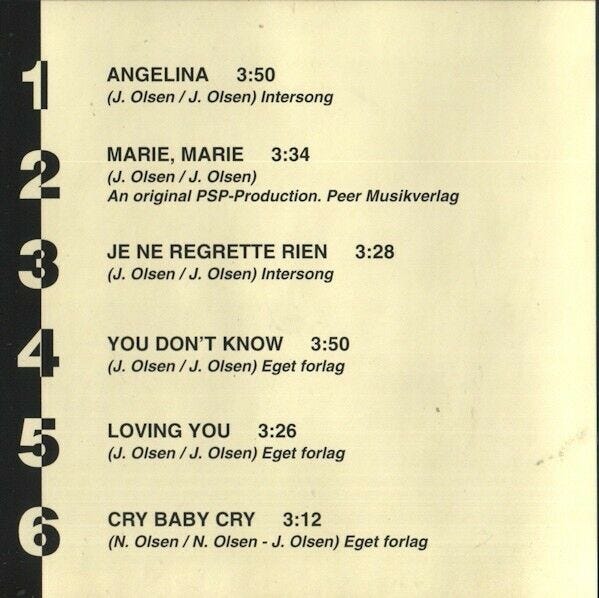 1 ANGELINA 3:50
(J. Olsen / J. Olsen) Intersong
2 MARIE, MARIE 3:34
(J. Olsen / J. Olsen)
An original PSP-Production. Peer Musikverlag
3 JE NE REGRETTE RIEN 3:28
(J. Olsen / J. Olsen) Intersong
4 YOU DON'T KNOW 3:50
(J. Olsen / J. Olsen) Eget forlag
5 LOVING YOU 3:26
(J. Olsen / J. Olsen) Eget forlag
6 CRY BABY CRY 3:12
(N. Olsen / N. Olsen - J. Olsen) Eget forlag